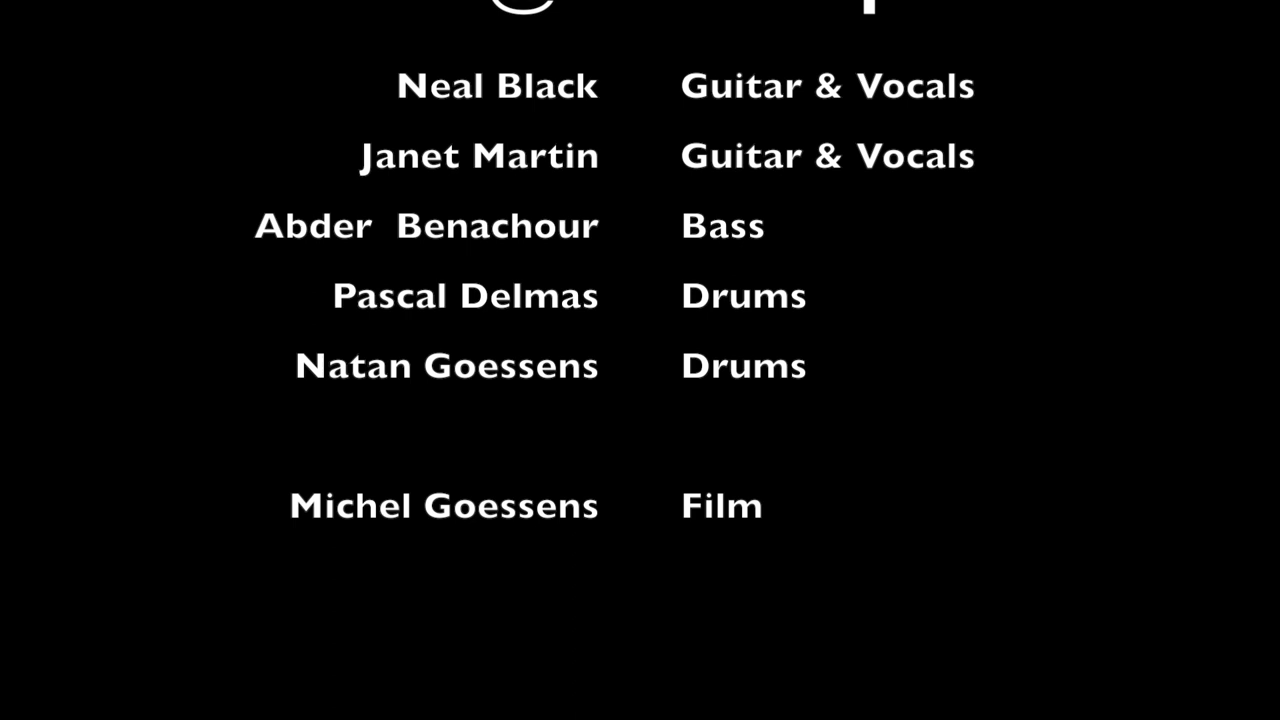 Neal Black Guitar & Vocals
Janet Martin Guitar & Vocals
Abder  Benachour Bass
Pascal Delmas Drums
Natan Goessens Drums
Michel Goessens Film